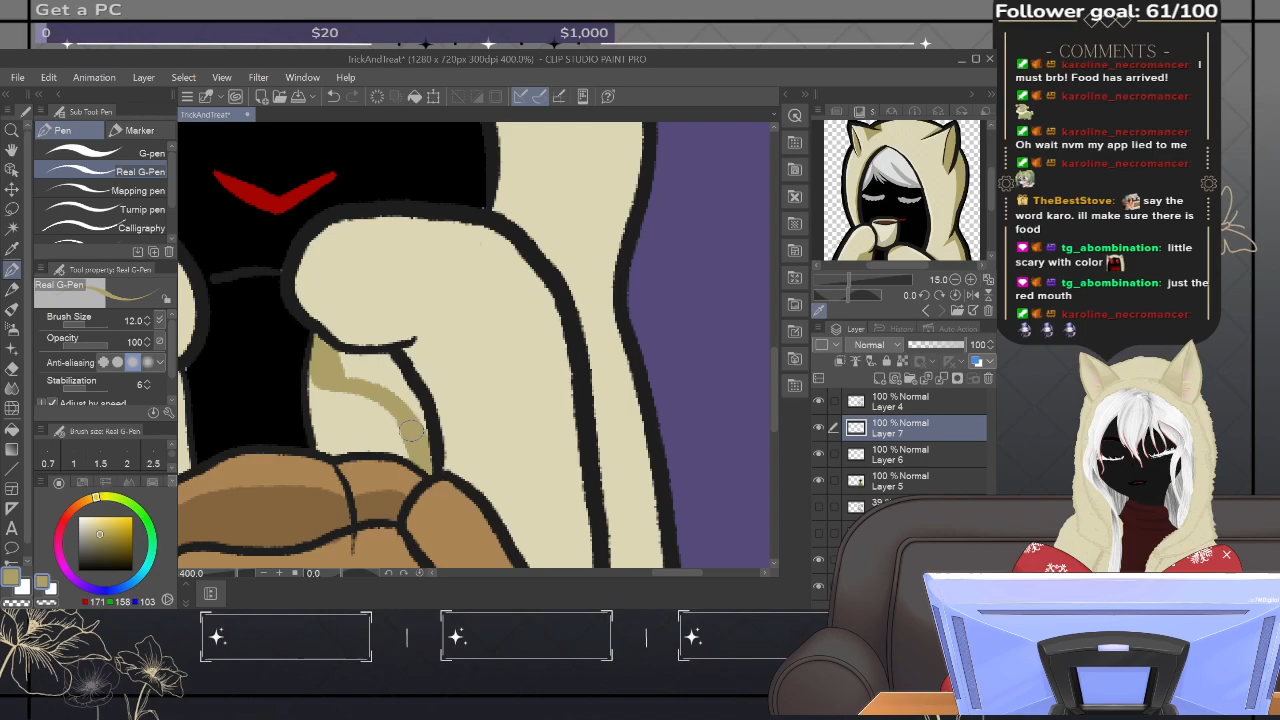 Get a PC
0
$20
$1,000
Follower goal: 61/100
- COMMENTS -
karoline_necromancer: I
must brb! Food has arrived!
karoline_necromancer:
karoline_necromancer:
Oh wait nvm my app lied to me
karoline_necromancer:
TheBestStove: say the
word karo. ill make sure there is
food
tg_abombination: little
scary with color
tg_abombination: just the
red mouth
karoline_necromancer:
TrickAndTreat* (1280 x 720px 300dpi 400.0%) - CLIP STUDIO PAINT PRO
File Edit Animation Layer Select View Filter Window Help
Sub Tool Pen
Pen
Marker
G-pen
Real G-Pen
Mapping pen
Turnip pen
Calligraphy
Tool property: Real G-Pen
Real G-Pen
Brush Size 12.0
Opacity 100
Anti-aliasing
Stabilization 6
Adjust by speed
Brush size: Real G-Pen
0.7 1 1.5 2 2.5
171 158 103
TrickAndTreat*
400.0
0.0
15.0
0.0
Layer
History
Auto Action
Normal
100
100 % Normal
Layer 4
100 % Normal
Layer 7
100 % Normal
Layer 6
100 % Normal
Layer 5